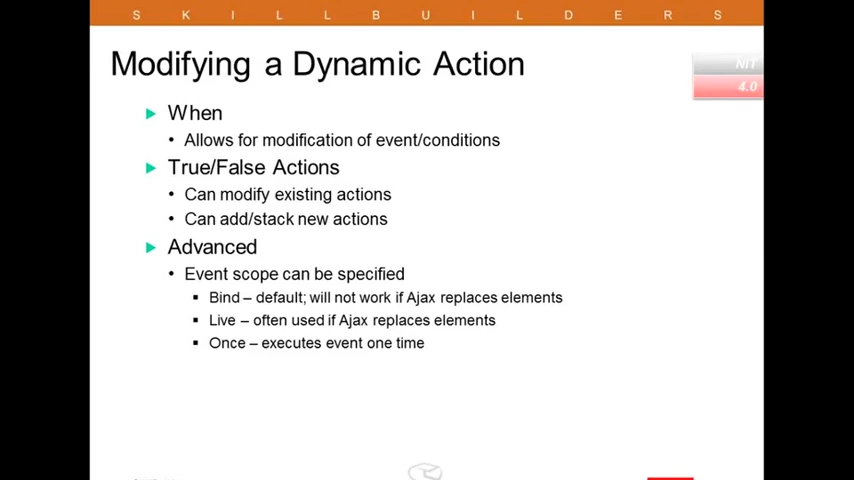 S K I L L B U I L D E R S
Modifying a Dynamic Action
NIT
4.0
When
• Allows for modification of event/conditions
True/False Actions
• Can modify existing actions
• Can add/stack new actions
Advanced
• Event scope can be specified
▪ Bind – default; will not work if Ajax replaces elements
▪ Live – often used if Ajax replaces elements
▪ Once – executes event one time